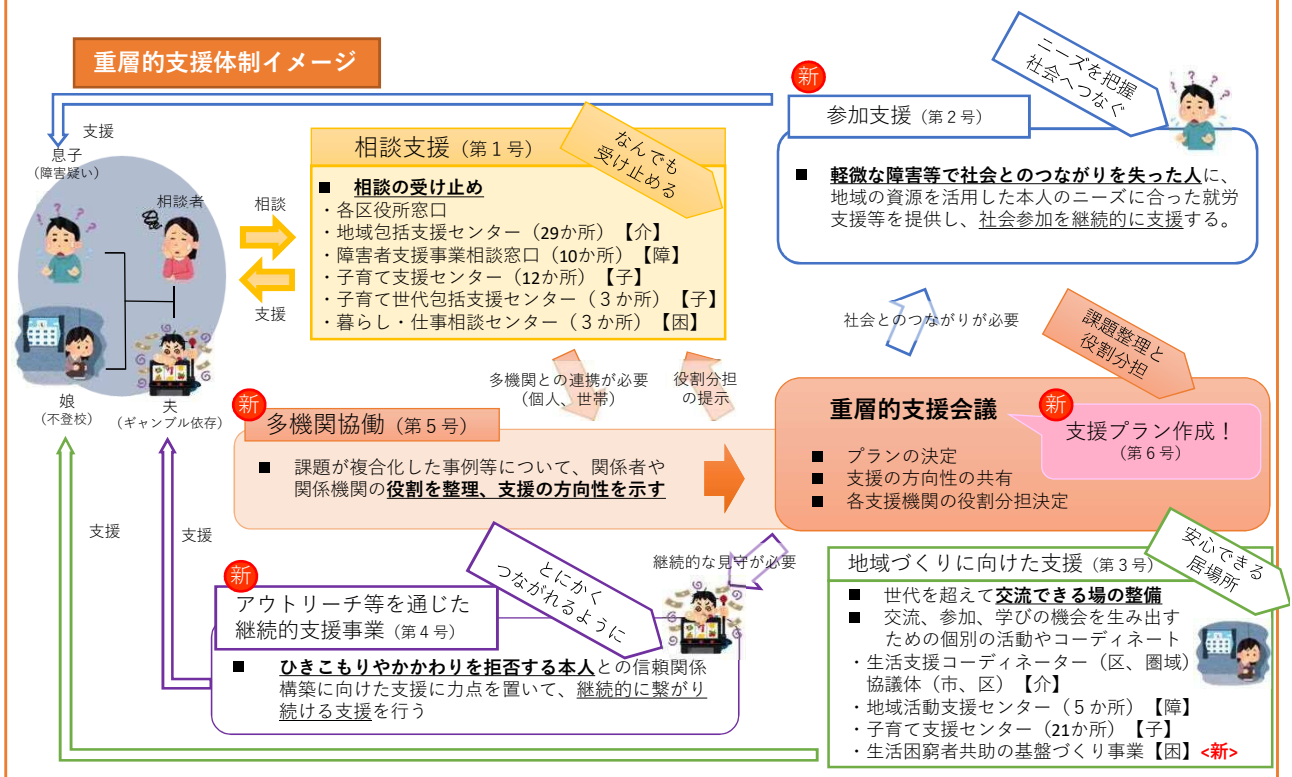 重層的支援体制イメージ
新
参加支援（第２号）
ニーズを把握
社会へつなぐ
■ 軽微な障害等で社会とのつながりを失った人に、
地域の資源を活用した本人のニーズに合った就労
支援等を提供し、社会参加を継続的に支援する。
支援
息子
（障害疑い）
相談者
娘
（不登校）
夫
（ギャンブル依存）
相談
支援
相談支援（第１号）
なんでも
受け止める
■ 相談の受け止め
・各区役所窓口
・地域包括支援センター（29か所）【介】
・障害者支援事業相談窓口（10か所）【障】
・子育て支援センター（12か所）【子】
・子育て世代包括支援センター（３か所）【子】
・暮らし・仕事相談センター（３か所）【困】
多機関との連携が必要
（個人、世帯）
役割分担
の提示
社会とのつながりが必要
課題整理と
役割分担
新
多機関協働（第５号）
■ 課題が複合化した事例等について、関係者や
関係機関の役割を整理、支援の方向性を示す
重層的支援会議
■ プランの決定
■ 支援の方向性の共有
■ 各支援機関の役割分担決定
新
支援プラン作成！
（第６号）
支援
支援
継続的な見守が必要
新
アウトリーチ等を通じた
継続的支援事業（第４号）
とにかく
つながれるように
■ ひきこもりやかかわりを拒否する本人との信頼関係
構築に向けた支援に力点を置いて、継続的に繋がり
続ける支援を行う
地域づくりに向けた支援（第３号）
安心できる
居場所
■ 世代を超えて交流できる場の整備
■ 交流、参加、学びの機会を生み出す
ための個別の活動やコーディネート
・生活支援コーディネーター（区、圏域）
協議体（市、区）【介】
・地域活動支援センター（５か所）【障】
・子育て支援センター（21か所）【子】
・生活困窮者共助の基盤づくり事業【困】<新>